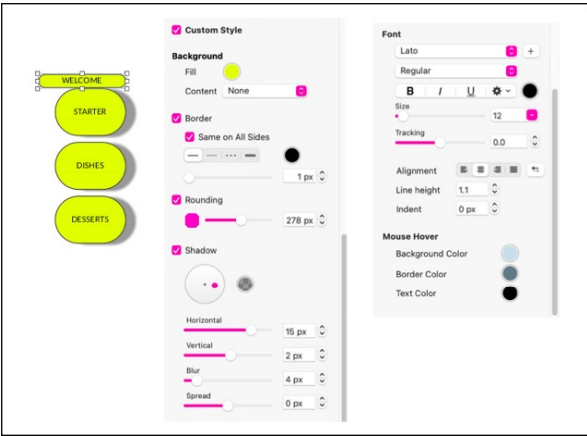 WELCOME
STARTER
DISHES
DESSERTS
Custom Style
Background
Fill
Content None
Border
Same on All Sides
1 px
Rounding
278 px
Shadow
Horizontal
15 px
Vertical
2 px
Blur
4 px
Spread
0 px
Font
Lato
+
Regular
B I U
Size
12
Tracking
0.0
Alignment
Line height 1.1
Indent 0 px
Mouse Hover
Background Color
Border Color
Text Color